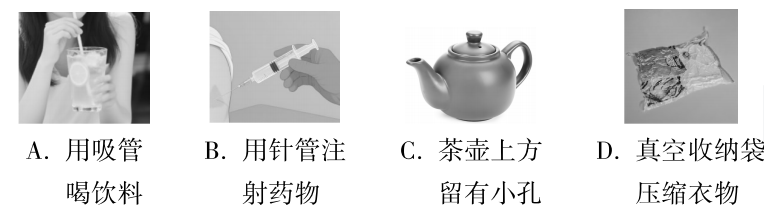 A. 用吸管 B. 用针管注 C. 茶壶上方 D. 真空收纳袋
喝饮料 射药物 留有小孔 压缩衣物